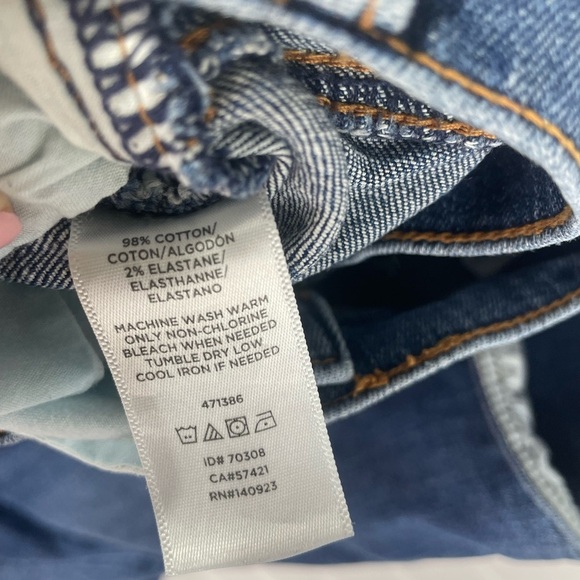 98% COTTON/
COTON/ALGODÓN
2% ELASTANE/
ELASTHANNE/
ELASTANO
MACHINE WASH WARM
ONLY NON-CHLORINE
BLEACH WHEN NEEDED
TUMBLE DRY LOW
COOL IRON IF NEEDED
471386
ID# 70308
CA#57421
RN#140923